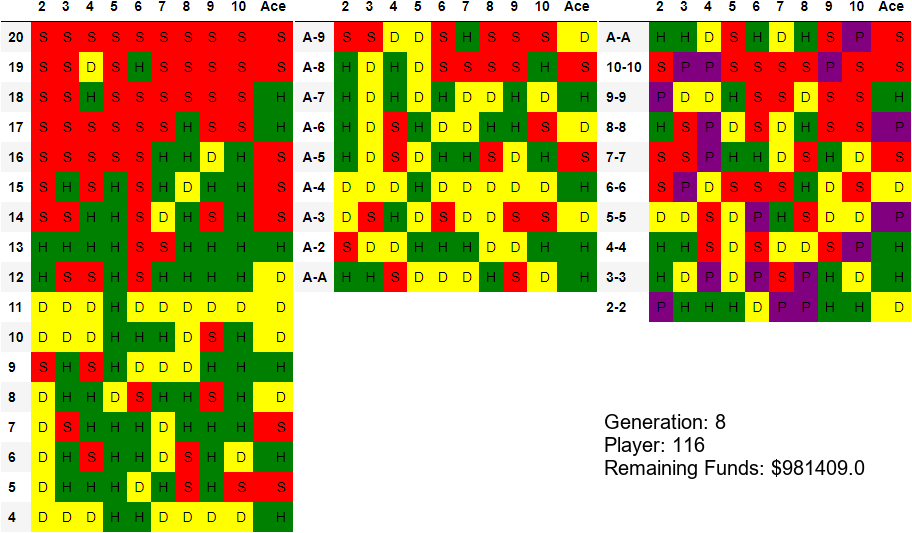 2 3 4 5 6 7 8 9 10 Ace
20 S S S S S S S S S S
19 S S D S H S S S S S
18 S S H S S S S S S H
17 S S S S S S H S S H
16 S S S S S H H D H S
15 S H S H S H D H H S
14 S S H H S D H S H S
13 H H H H S S H H H H
12 H S S H S H H H H D
11 D D D H D D D D D D
10 D D D H H H D S H D
9 S H S H D D D H H H
8 D H H D S H H S H D
7 D S H H H D H H H S
6 D H S H H D S H D H
5 D H H H D H S H S S
4 D D D H H D D D D H
2 3 4 5 6 7 8 9 10 Ace
A-9 S S D D S H S S S D
A-8 H D H D S S S S H S
A-7 H D H D H D D H D H
A-6 H D S H D D H H S D
A-5 H D S D H H S D H S
A-4 D D D H D D D D D H
A-3 D S H D S D D S S D
A-2 S D D H H H D D H H
A-A H H S D D D H S D H
2 3 4 5 6 7 8 9 10 Ace
A-A H H D S H D H S P S
10-10 S P P S S S S P S S
9-9 P D D H S S D S S H
8-8 H S P D S D H S S P
7-7 S S P H H D S H D S
6-6 S P D S S S H D S D
5-5 D D S D P H S D D P
4-4 H H S D S D D S P H
3-3 H D P D P S P H D H
2-2 P H H H D P P H H D
Generation: 8
Player: 116
Remaining Funds: $981409.0